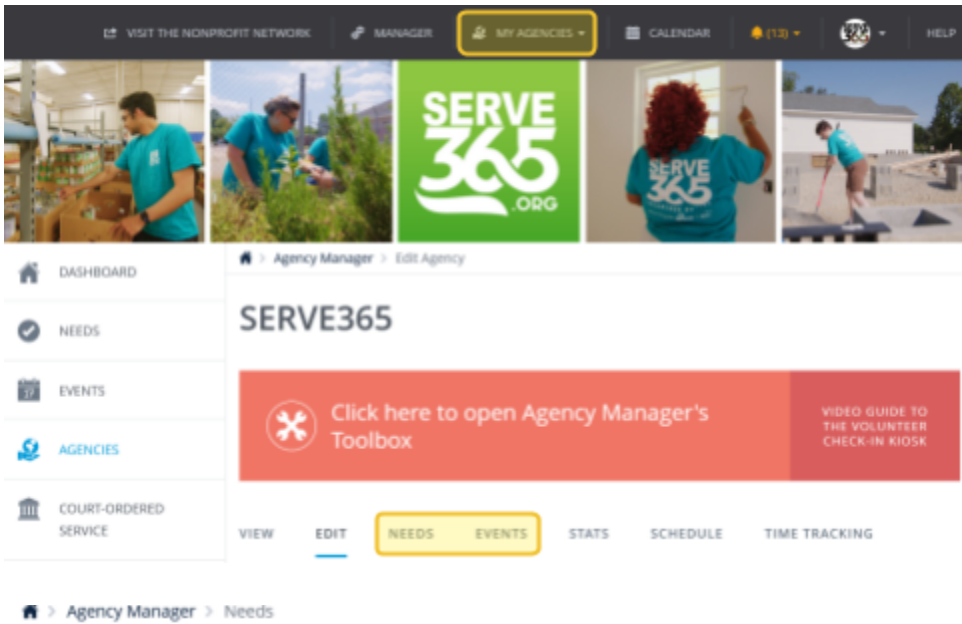 VISIT THE NONPROFIT NETWORK MANAGER MY AGENCIES CALENDAR (13) HELP
SERVE
365
.ORG
SERVE
365
DASHBOARD
> Agency Manager > Edit Agency
NEEDS
SERVE365
EVENTS
Click here to open Agency Manager's
Toolbox
VIDEO GUIDE TO
THE VOLUNTEER
CHECK-IN KIOSK
AGENCIES
COURT-ORDERED
SERVICE
VIEW EDIT NEEDS EVENTS STATS SCHEDULE TIME TRACKING
> Agency Manager > Needs